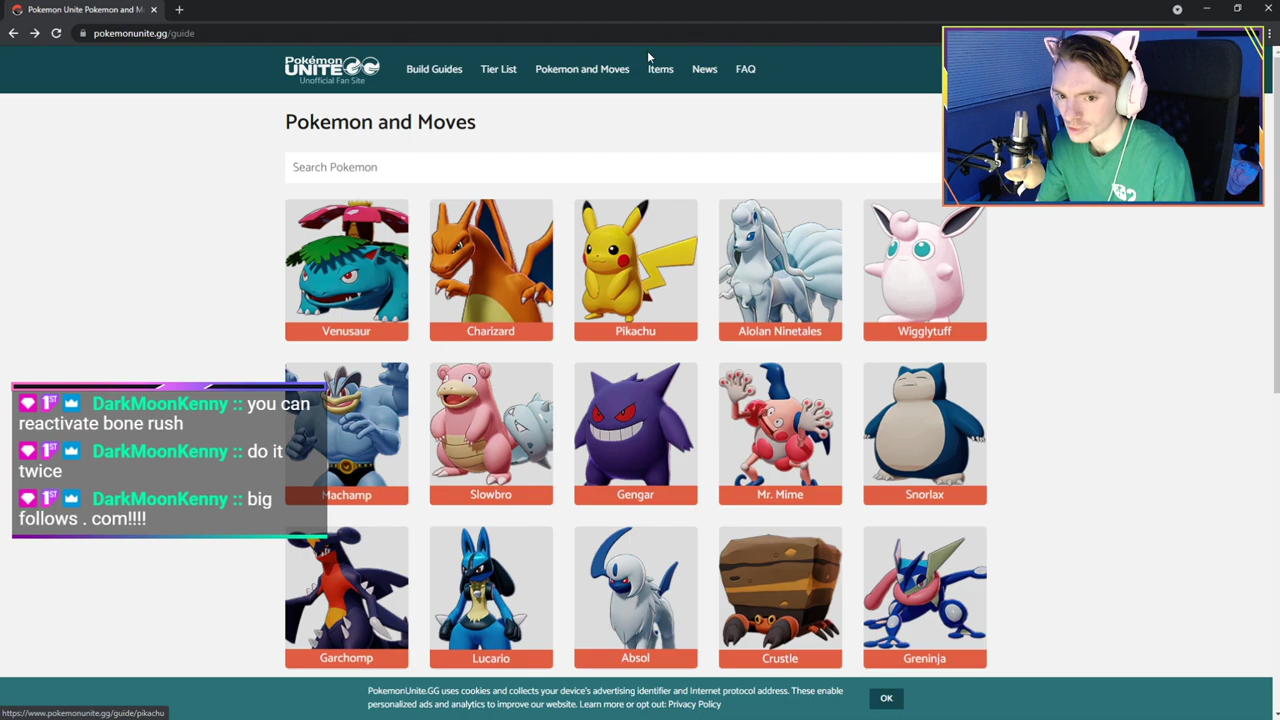 Pokemon Unite Pokemon and M
pokemonunite.gg/guide
Pokémon
UNITE
Unofficial Fan Site
Build Guides
Tier List
Pokemon and Moves
Items
News
FAQ
Pokemon and Moves
Search Pokemon
Venusaur
Charizard
Pikachu
Alolan Ninetales
Wigglytuff
DarkMoonKenny :: you can
reactivate bone rush
DarkMoonKenny :: do it
twice
DarkMoonKenny :: big
follows . com!!!!
1ST
1ST
1ST
Machamp
Slowbro
Gengar
Mr. Mime
Snorlax
Garchomp
Lucario
Absol
Crustle
Greninja
PokemonUnite.GG uses cookies and collects your device's advertising identifier and Internet protocol address. These enable
personalized ads and analytics to improve our website. Learn more or opt out: Privacy Policy
OK
https://www.pokemonunite.gg/guide/pikachu